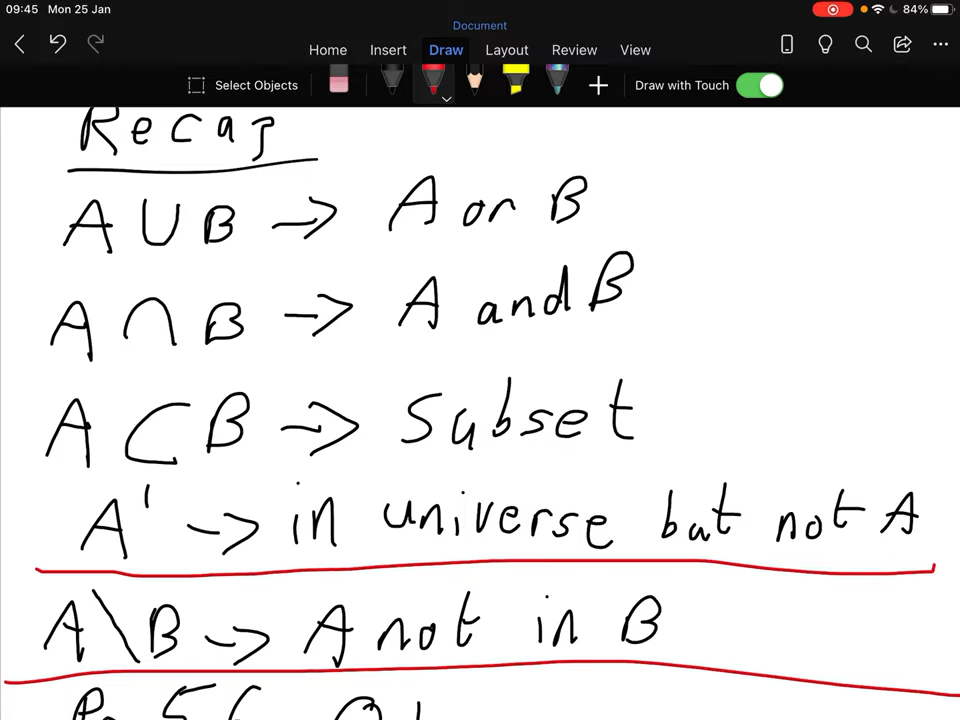 09:45 Mon 25 Jan 84%
Document
Home Insert Draw Layout Review View
Select Objects Draw with Touch
Recap
A ∪ B → A or B
A ∩ B → A and B
A ⊂ B → Subset
A' → in universe but not A
A\B → A not in B